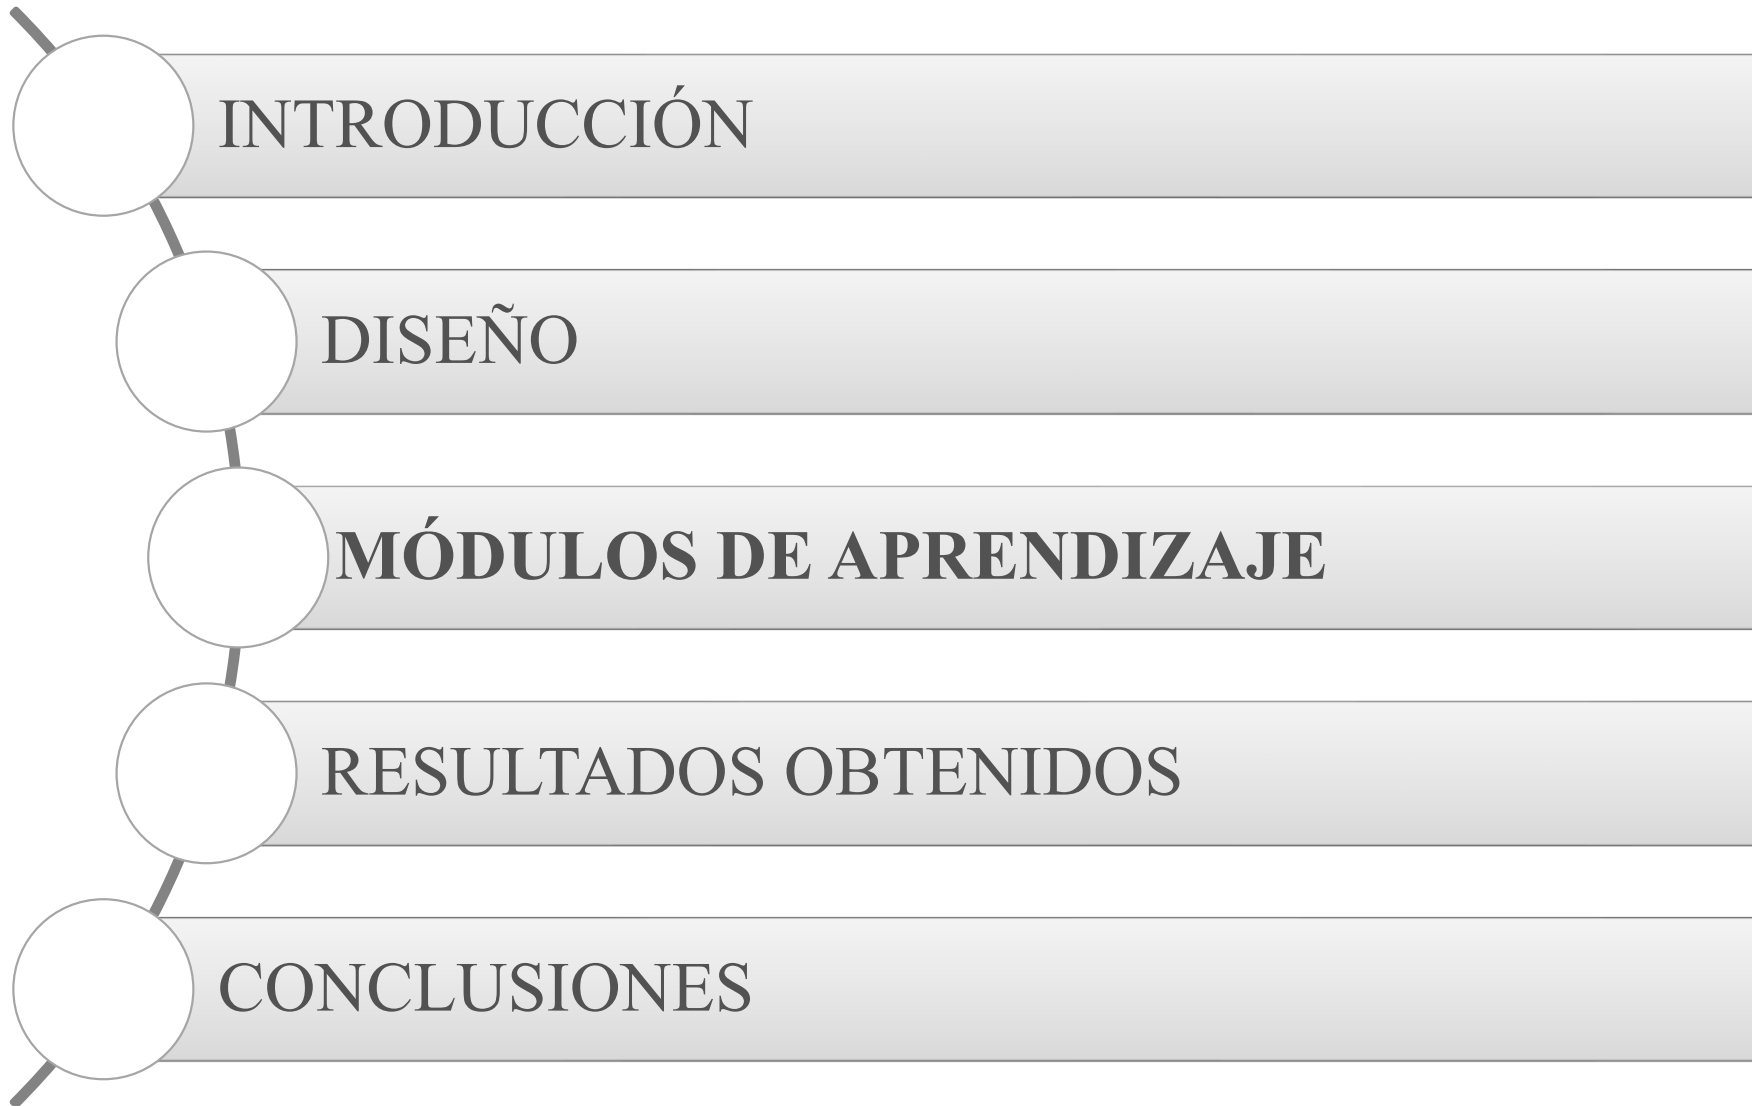 INTRODUCCIÓN
DISEÑO
MÓDULOS DE APRENDIZAJE
RESULTADOS OBTENIDOS
CONCLUSIONES